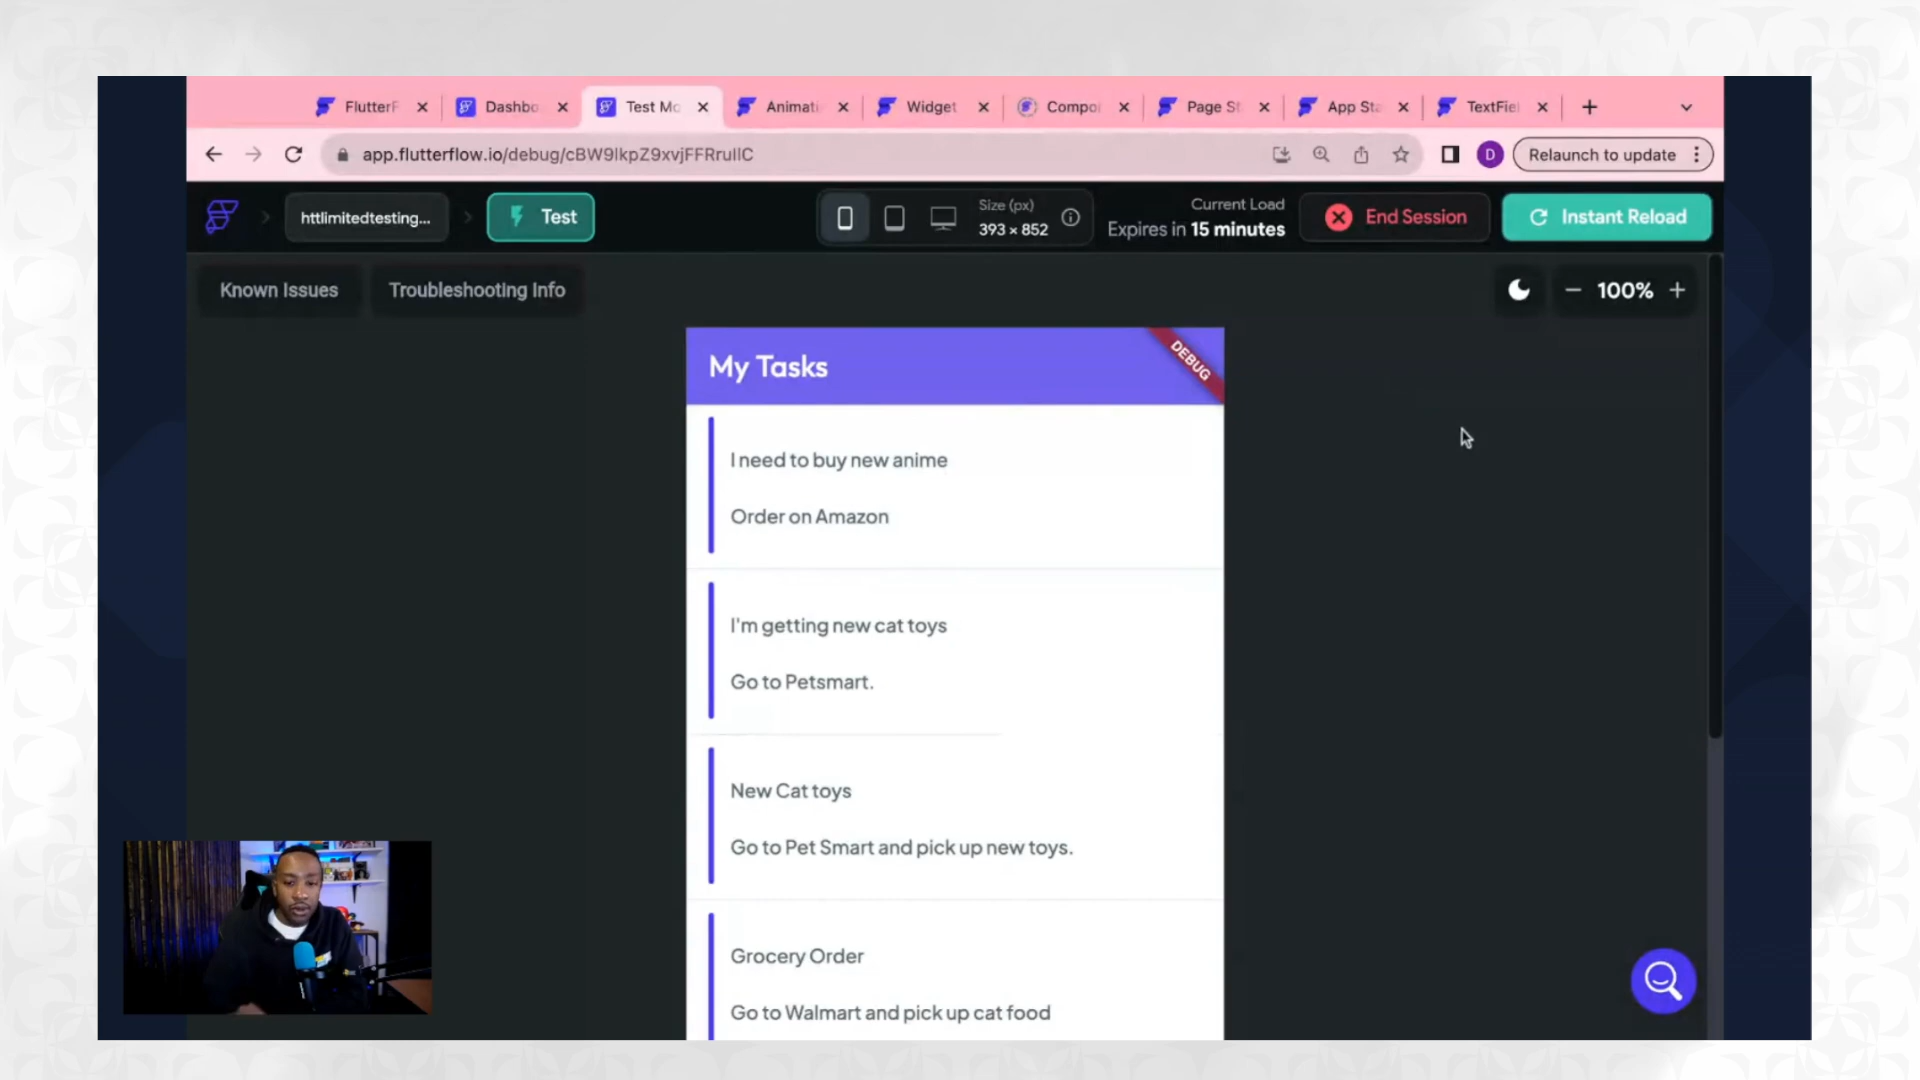 FlutterF
Dashbo
Test Mo
Animati
Widget
Compo
Page St
App Sta
TextFiel
app.flutterflow.io/debug/cBW9lkpZ9xvjFFRrulIC
D
Relaunch to update
httlimitedtesting...
Test
Size (px)
393 × 852
Current Load
Expires in 15 minutes
End Session
Instant Reload
Known Issues
Troubleshooting Info
100%
My Tasks
DEBUG
I need to buy new anime
Order on Amazon
I'm getting new cat toys
Go to Petsmart.
New Cat toys
Go to Pet Smart and pick up new toys.
Grocery Order
Go to Walmart and pick up cat food